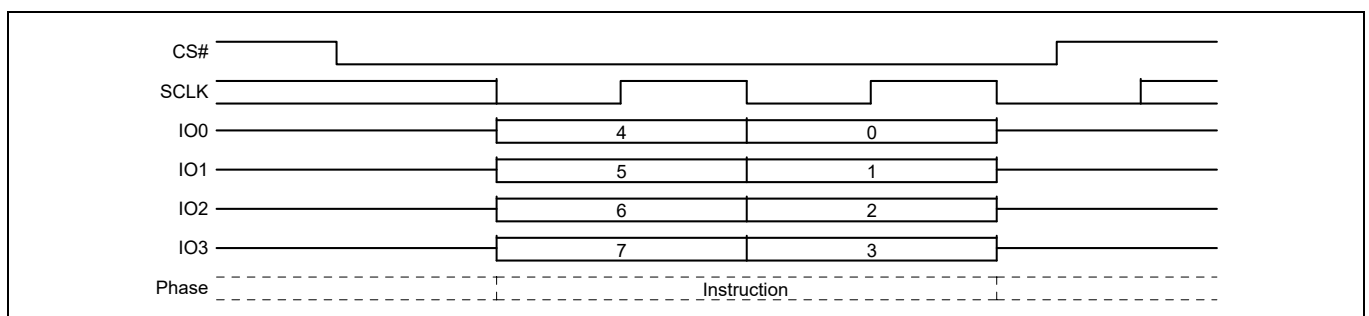 CS#
SCLK
IO0 4 0
IO1 5 1
IO2 6 2
IO3 7 3
Phase Instruction